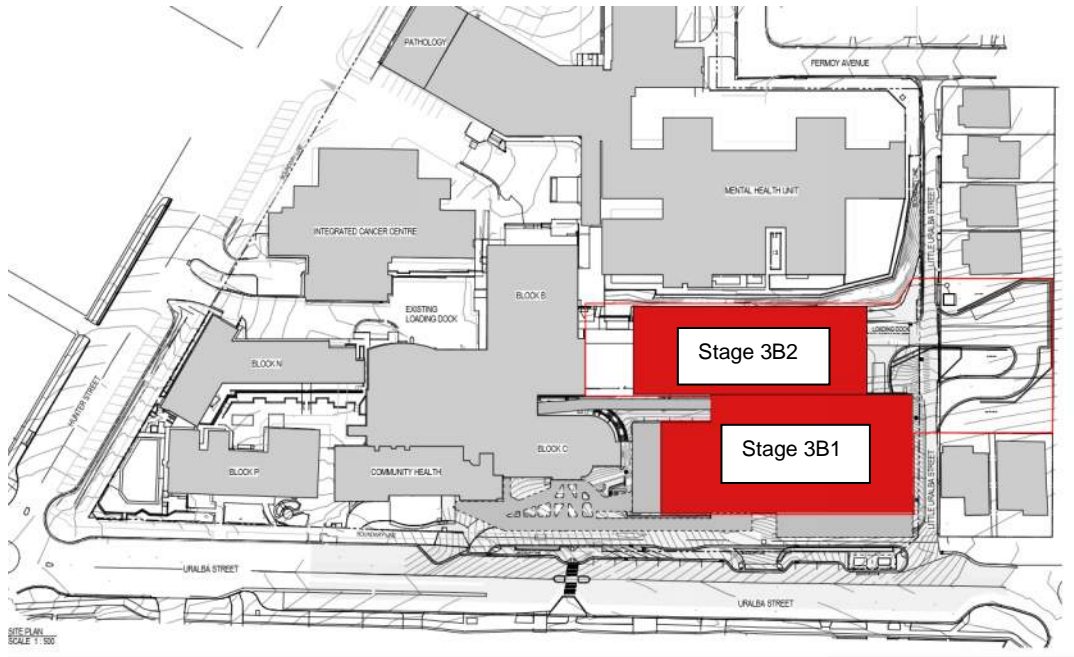 PATHOLOGY
FERMOY AVENUE
MENTAL HEALTH UNIT
LITTLE URALBA STREET
INTEGRATED CANCER CENTRE
BLOCK B
EXISTING
LOADING DOCK
LOADING DOCK
Stage 3B2
BLOCK N
HUNTER STREET
Stage 3B1
BLOCK C
BLOCK P
COMMUNITY HEALTH
LITTLE URALBA STREET
BOUNDARY LINE
URALBA STREET
URALBA STREET
SITE PLAN
SCALE 1 : 500